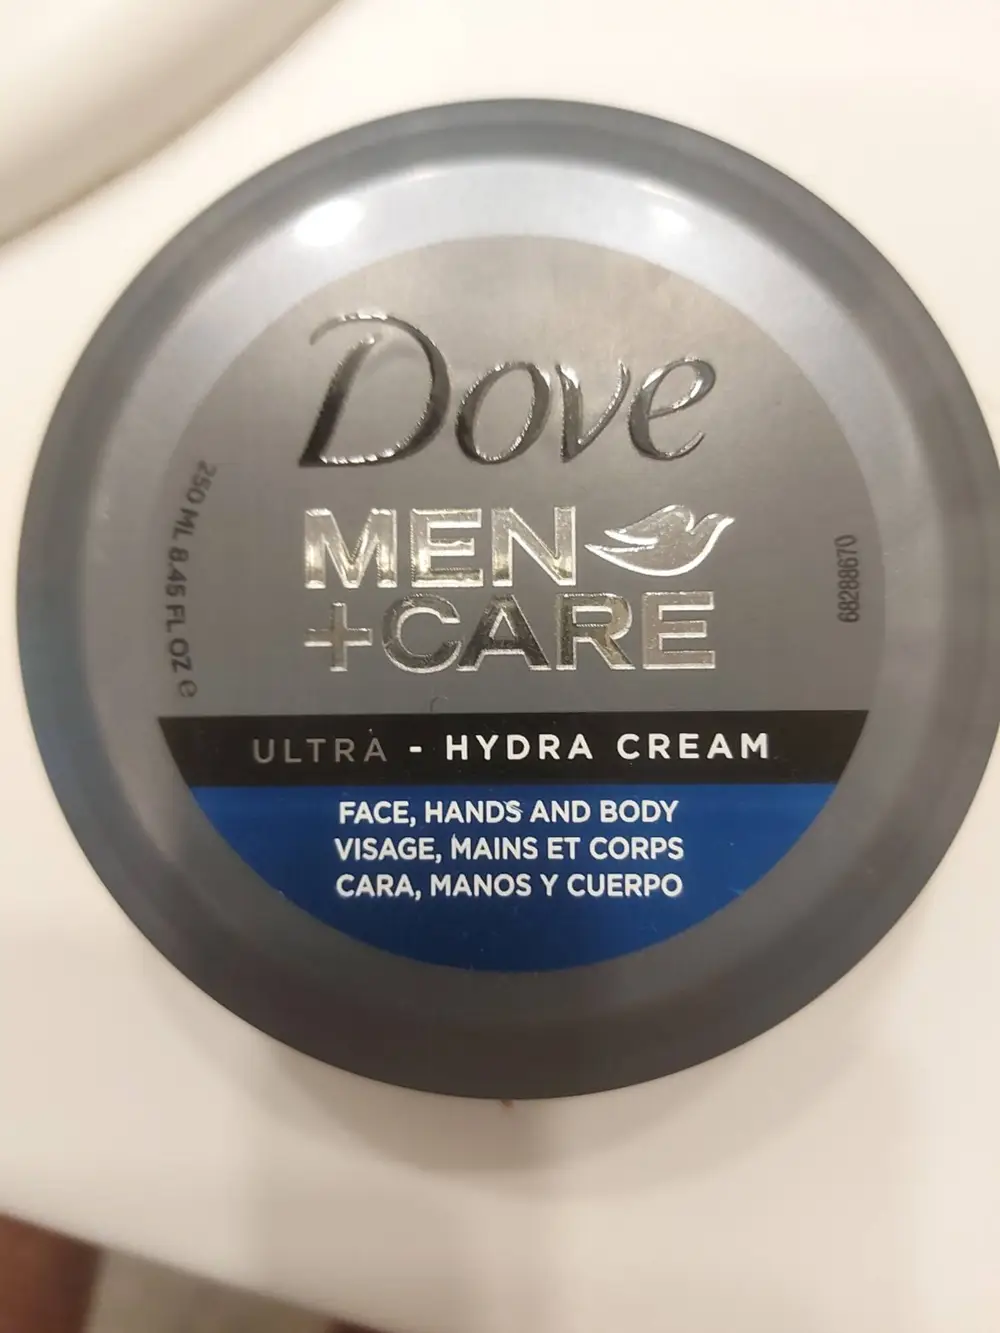 Dove
MEN
+CARE
250 ML 8.45 FL OZ e
68288670
ULTRA - HYDRA CREAM
FACE, HANDS AND BODY
VISAGE, MAINS ET CORPS
CARA, MANOS Y CUERPO